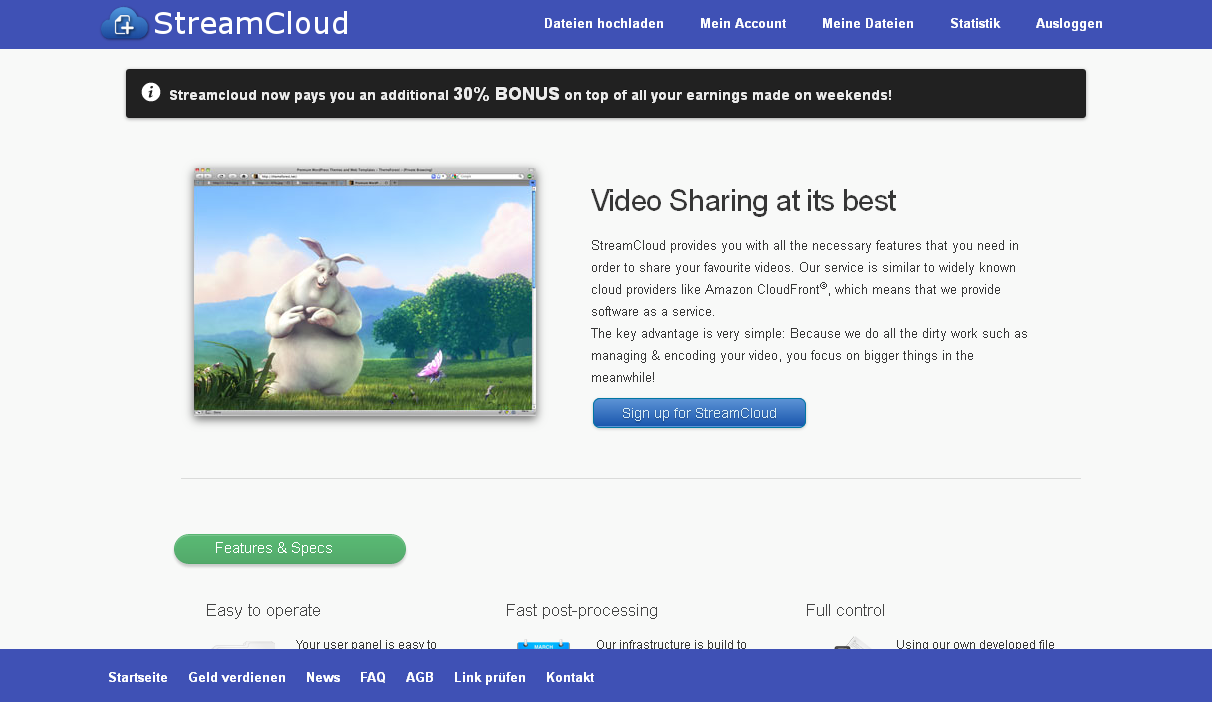 StreamCloud
Dateien hochladen Mein Account Meine Dateien Statistik Ausloggen
Streamcloud now pays you an additional 30% BONUS on top of all your earnings made on weekends!
Video Sharing at its best
StreamCloud provides you with all the necessary features that you need in
order to share your favourite videos. Our service is similar to widely known
cloud providers like Amazon CloudFront©, which means that we provide
software as a service.
The key advantage is very simple: Because we do all the dirty work such as
managing & encoding your video, you focus on bigger things in the
meanwhile!
Sign up for StreamCloud
Features & Specs
Easy to operate Fast post-processing Full control
Your user panel is easy to MARCH Our infrastructure is build to Using our own developed file
Startseite Geld verdienen News FAQ AGB Link prüfen Kontakt